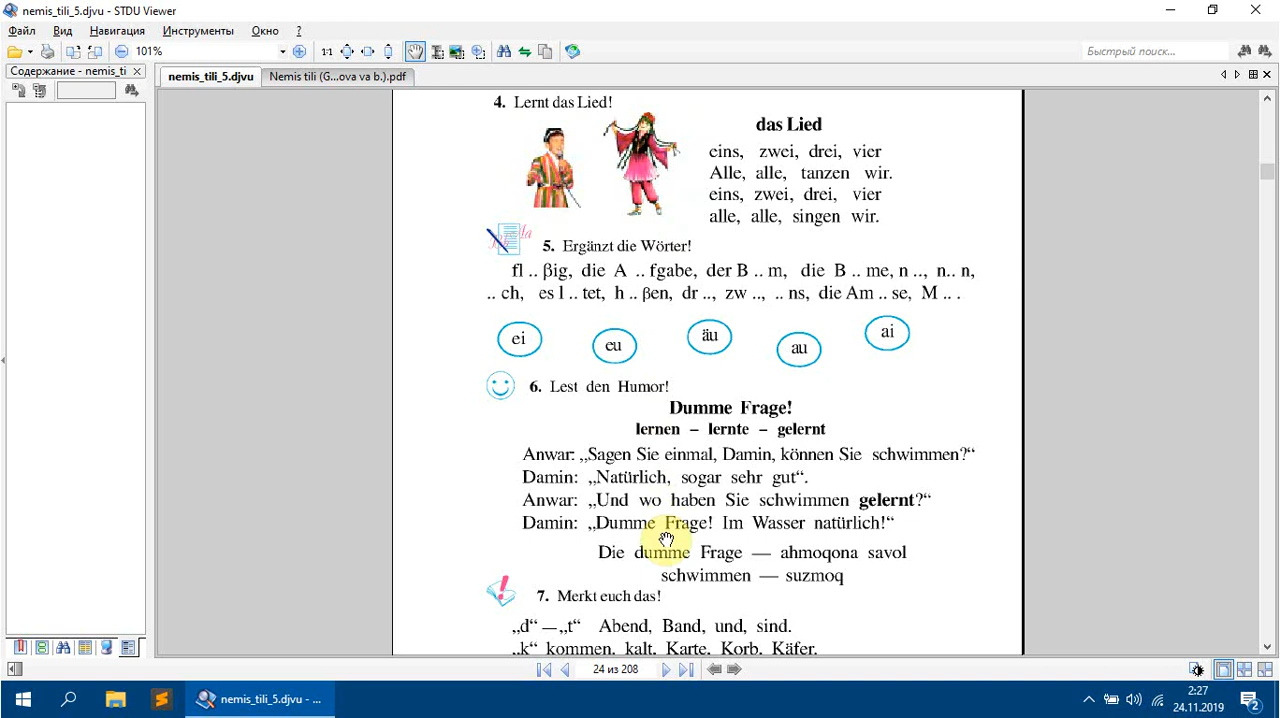 nemis_tili_5.djvu - STDU Viewer
Файл Вид Навигация Инструменты Окно ?
101%
1:1
Быстрый поиск...
Содержание - nemis_ti
nemis_tili_5.djvu
Nemis tili (G...ova va b.).pdf
4. Lernt das Lied!
das Lied
eins, zwei, drei, vier
Alle, alle, tanzen wir.
eins, zwei, drei, vier
alle, alle, singen wir.
5. Ergänzt die Wörter!
fl .. βig, die A .. fgabe, der B .. m, die B .. me, n .., n.. n,
.. ch, es l .. tet, h .. βen, dr .., zw .., .. ns, die Am .. se, M .. .
ei
eu
äu
au
ai
6. Lest den Humor!
Dumme Frage!
lernen – lernte – gelernt
Anwar: „Sagen Sie einmal, Damin, können Sie schwimmen?“
Damin: „Natürlich, sogar sehr gut“.
Anwar: „Und wo haben Sie schwimmen gelernt?“
Damin: „Dumme Frage! Im Wasser natürlich!“
Die dumme Frage — ahmoqona savol
schwimmen — suzmoq
7. Merkt euch das!
„d“ —„t“ Abend, Band, und, sind.
„k“ kommen, kalt, Karte, Korb, Käfer.
24 из 208
nemis_tili_5.djvu - ...
2:27
24.11.2019
2